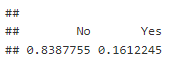 ##
##        No       Yes
## 0.8387755 0.1612245